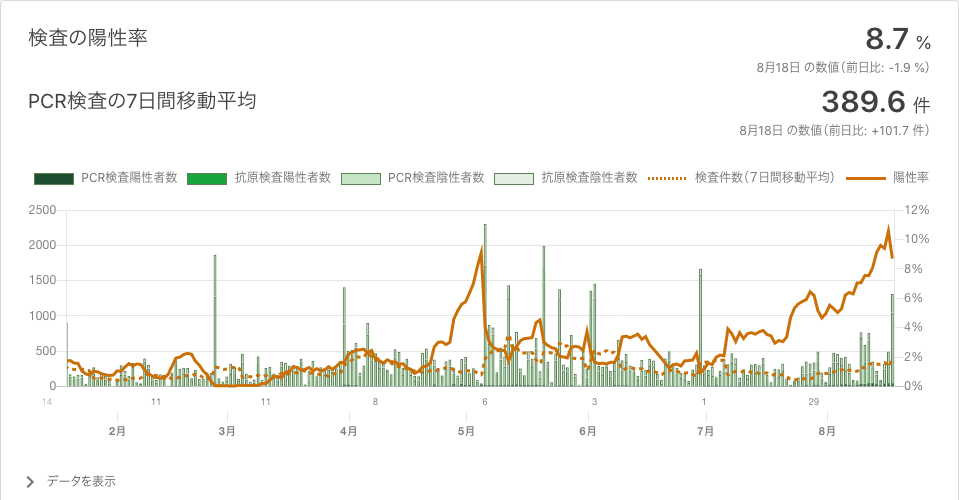 検査の陽性率
8.7 %
8月18日 の数値（前日比: -1.9 %）
PCR検査の7日間移動平均
389.6 件
8月18日 の数値（前日比: +101.7 件）
PCR検査陽性者数 抗原検査陽性者数 PCR検査陰性者数 抗原検査陰性者数 検査件数（7日間移動平均） 陽性率
2500 12%
2000 10%
1500 8%
1000 6%
500 4%
0 2%
0%
14 11 11 8 6 3 1 29
2月 3月 4月 5月 6月 7月 8月
データを表示